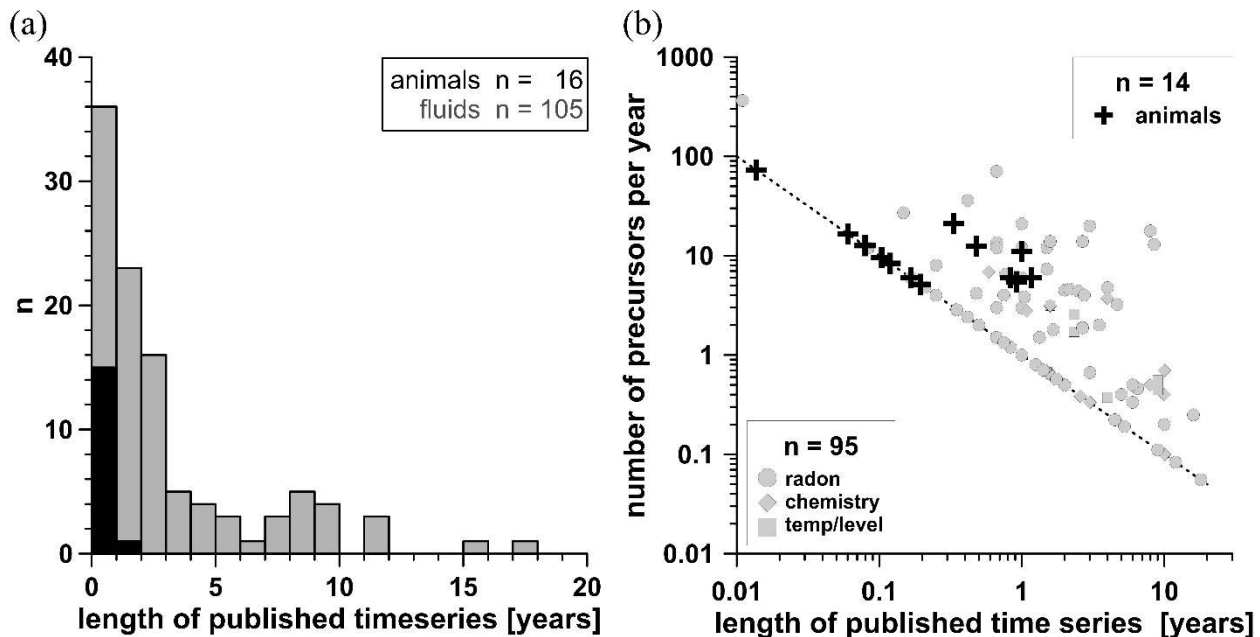 (a)
40
30
20
10
0
n
animals n = 16
fluids n = 105
0 5 10 15 20
length of published timeseries [years]
(b)
1000
100
10
1
0.1
0.01
number of precursors per year
n = 14
animals
n = 95
radon
chemistry
temp/level
0.01 0.1 1 10
length of published time series [years]